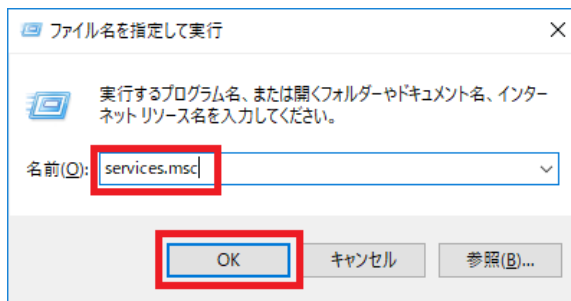 ファイル名を指定して実行
実行するプログラム名、または開くフォルダーやドキュメント名、インター
ネット リソース名を入力してください。
名前(O): services.msc
OK キャンセル 参照(B)...